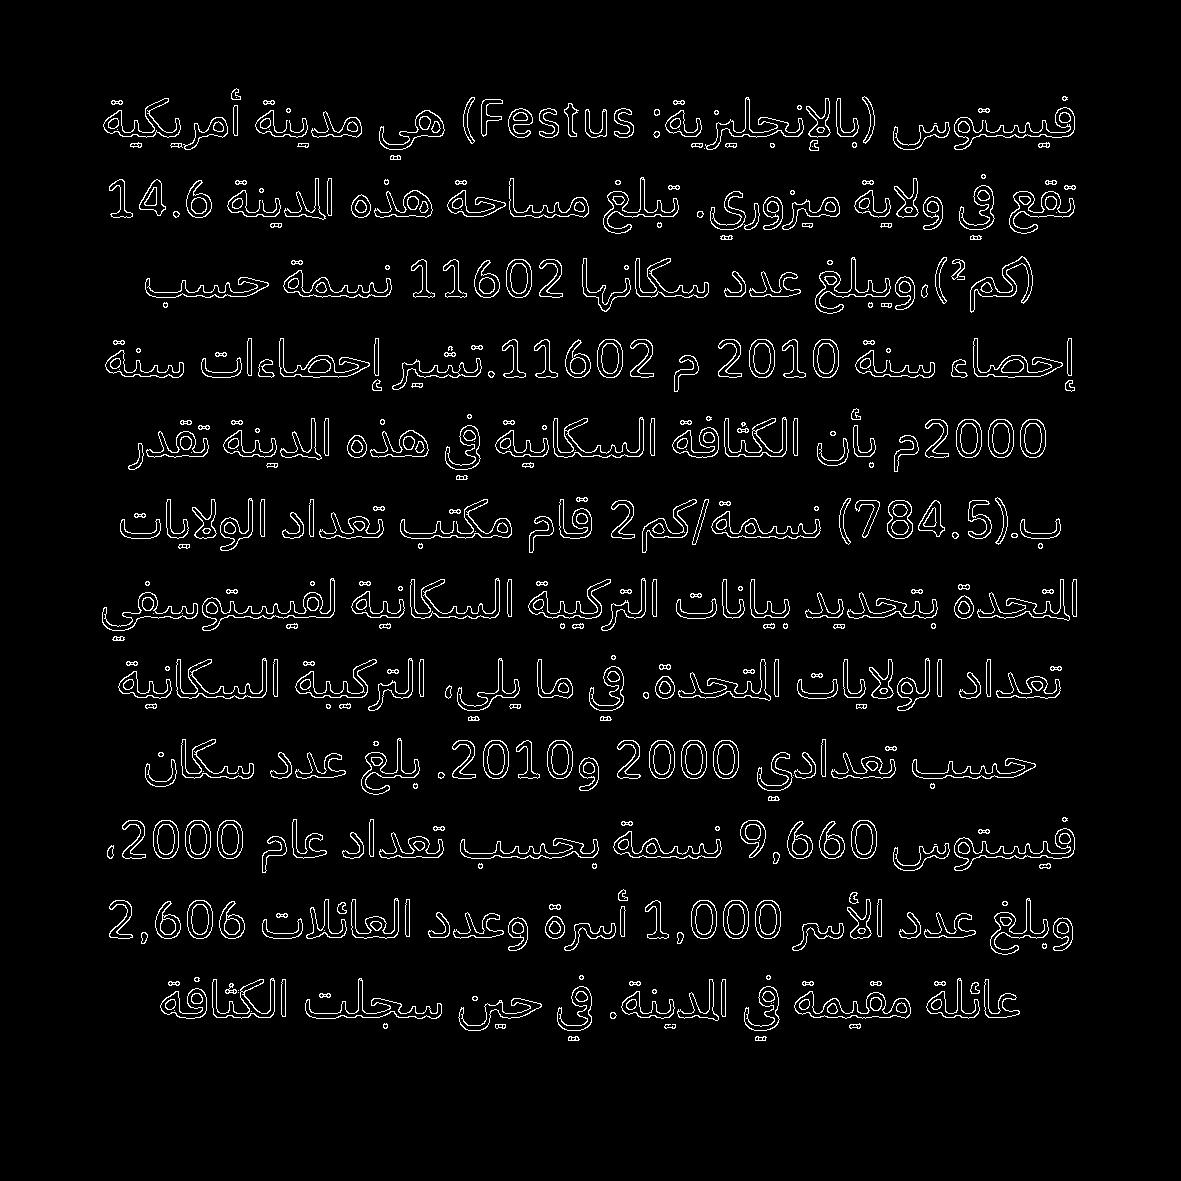 فيستوس (بالإنجليزية: Festus) هي مدينة أمريكية
تقع في ولاية ميزوري. تبلغ مساحة هذه المدينة 14.6
(كم²)،ويبلغ عدد سكانها 11602 نسمة حسب
إحصاء سنة 2010 م 11602.تشير إحصاءات سنة
2000م بأن الكثافة السكانية في هذه المدينة تقدر
ب.(784.5) نسمة/كم2 قام مكتب تعداد الولايات
المتحدة بتحديد بيانات التركيبة السكانية لفيستوسفي
تعداد الولايات المتحدة. في ما يلي، التركيبة السكانية
حسب تعدادي 2000 و2010. بلغ عدد سكان
فيستوس 9,660 نسمة بحسب تعداد عام 2000،
وبلغ عدد الأسر 1,000 أسرة وعدد العائلات 2,606
عائلة مقيمة في المدينة. في حين سجلت الكثافة